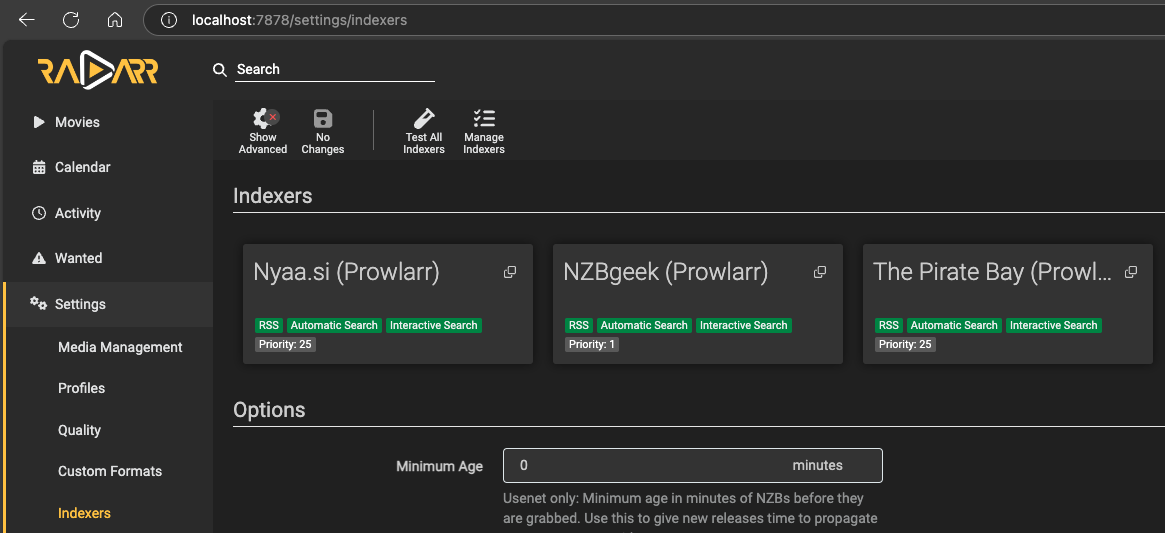 localhost:7878/settings/indexers
RADARR
Search
Movies
Calendar
Activity
Wanted
Settings
Media Management
Profiles
Quality
Custom Formats
Indexers
Show
Advanced
No
Changes
Test All
Indexers
Manage
Indexers
Indexers
Nyaa.si (Prowlarr)
RSS Automatic Search Interactive Search
Priority: 25
NZBgeek (Prowlarr)
RSS Automatic Search Interactive Search
Priority: 1
The Pirate Bay (Prowl...
RSS Automatic Search Interactive Search
Priority: 25
Options
Minimum Age
0 minutes
Usenet only: Minimum age in minutes of NZBs before they
are grabbed. Use this to give new releases time to propagate